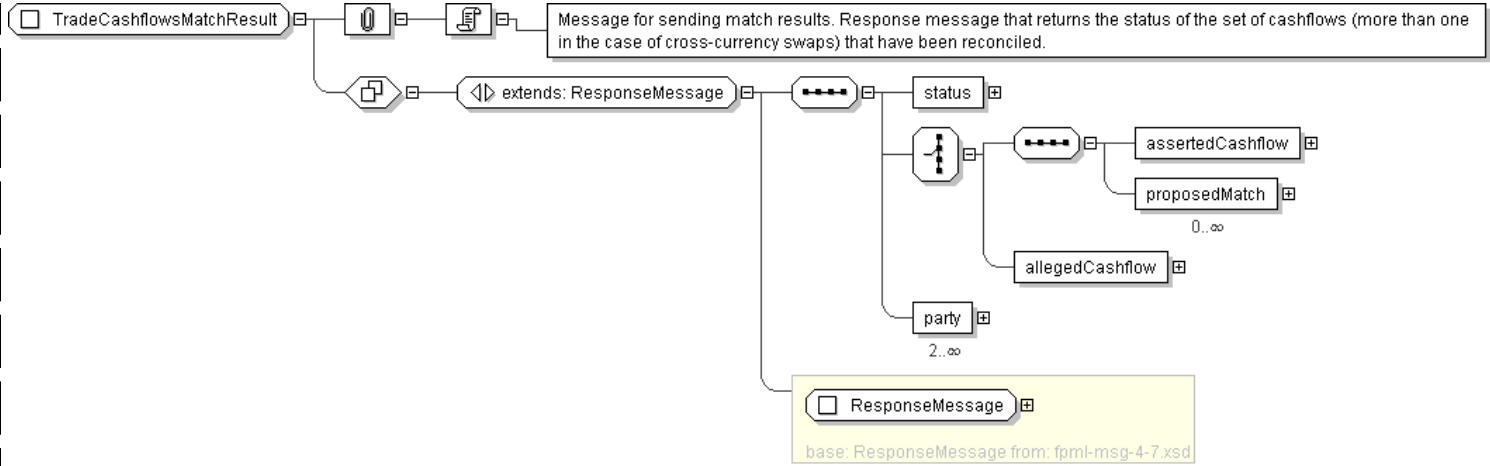 TradeCashflowsMatchResult
Message for sending match results. Response message that returns the status of the set of cashflows (more than one
in the case of cross-currency swaps) that have been reconciled.
extends: ResponseMessage
status
assertedCashflow
proposedMatch
0..∞
allegedCashflow
party
2..∞
ResponseMessage
base: ResponseMessage from: fpml-msg-4-7.xsd